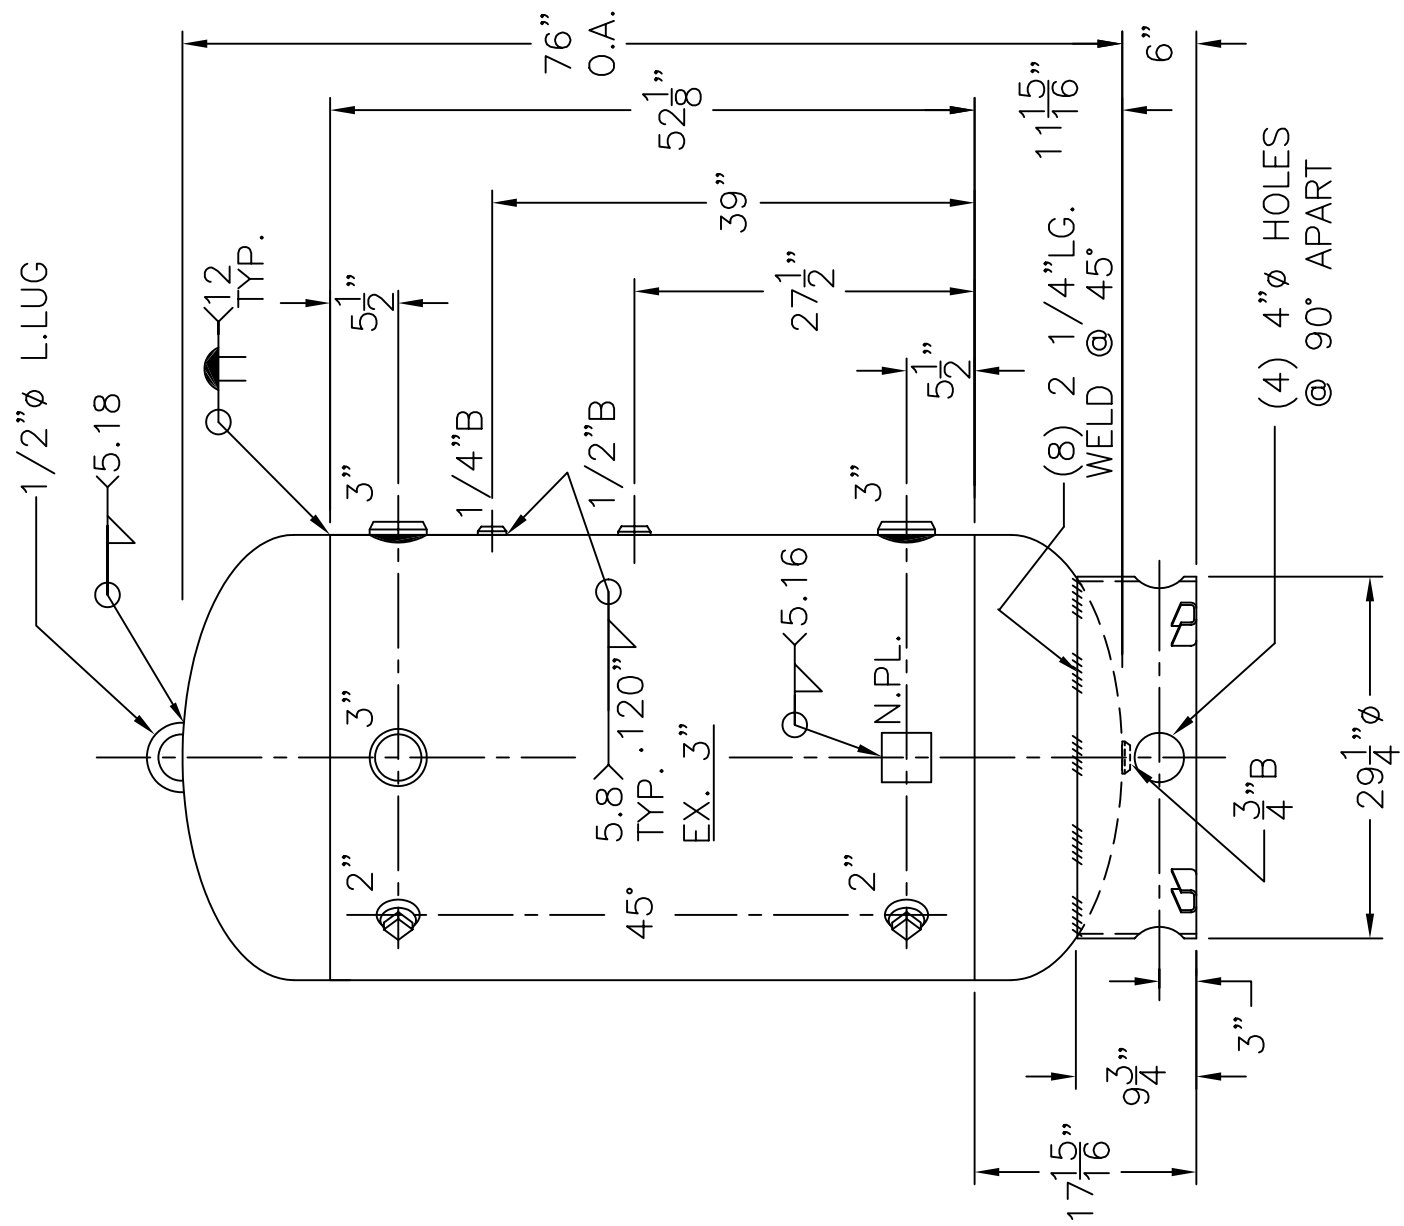 1/2"ø L.LUG
5.18
12
TYP.
76"
O.A.
52 1/8"
39"
27 1/2"
5 1/2"
5 1/2"
11 15/16"
6"
3"
1/4"B
1/2"B
3"
3"
2"
2"
45°
5.8 .120"
TYP.
EX. 3"
5.16
N.PL.
(8) 2 1/4"LG.
WELD @ 45°
(4) 4"ø HOLES
@ 90° APART
3/4"B
29 1/4"ø
3"
9 3/4"
17 15/16"